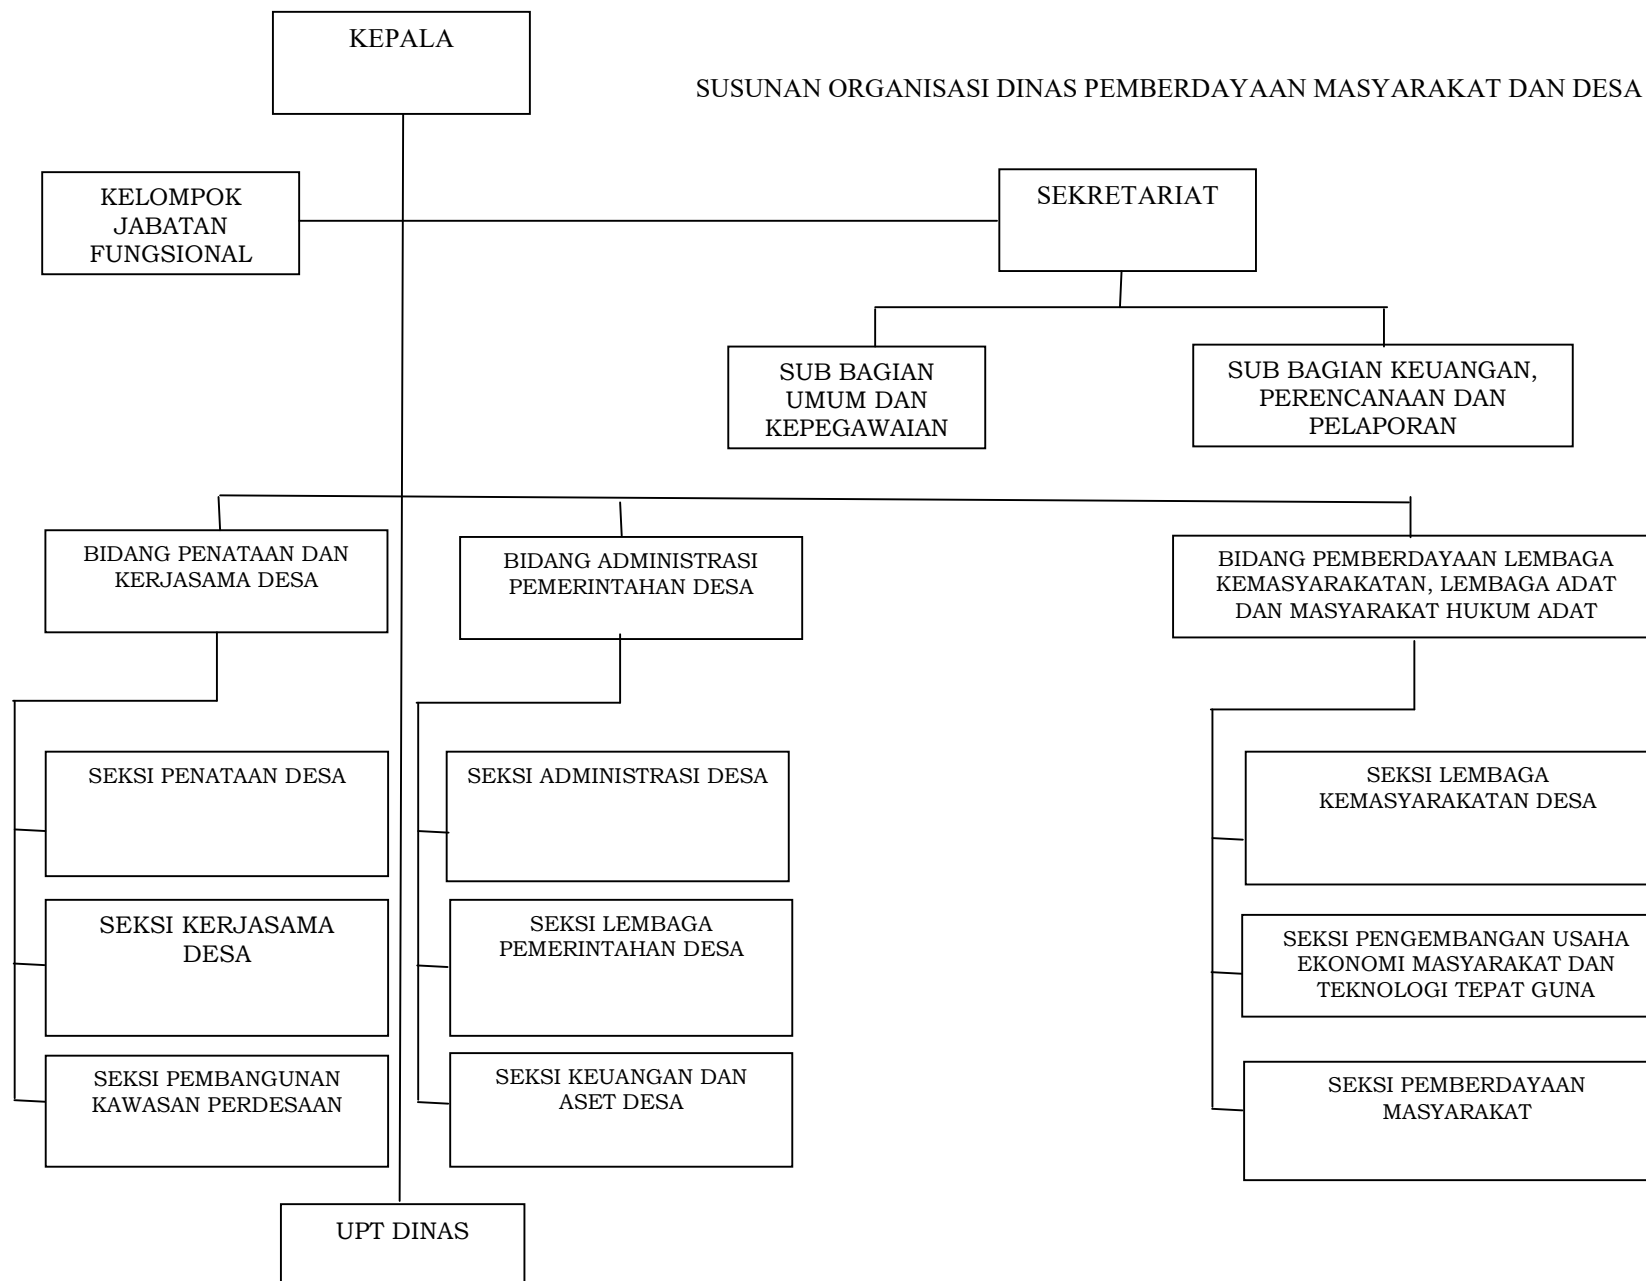 KEPALA
SUSUNAN ORGANISASI DINAS PEMBERDAYAAN MASYARAKAT DAN DESA
KELOMPOK
JABATAN
FUNGSIONAL
SEKRETARIAT
SUB BAGIAN
UMUM DAN
KEPEGAWAIAN
SUB BAGIAN KEUANGAN,
PERENCANAAN DAN
PELAPORAN
BIDANG PENATAAN DAN
KERJASAMA DESA
BIDANG ADMINISTRASI
PEMERINTAHAN DESA
BIDANG PEMBERDAYAAN LEMBAGA
KEMASYARAKATAN, LEMBAGA ADAT
DAN MASYARAKAT HUKUM ADAT
SEKSI PENATAAN DESA
SEKSI ADMINISTRASI DESA
SEKSI LEMBAGA
KEMASYARAKATAN DESA
SEKSI KERJASAMA
DESA
SEKSI LEMBAGA
PEMERINTAHAN DESA
SEKSI PENGEMBANGAN USAHA
EKONOMI MASYARAKAT DAN
TEKNOLOGI TEPAT GUNA
SEKSI PEMBANGUNAN
KAWASAN PERDESAAN
SEKSI KEUANGAN DAN
ASET DESA
SEKSI PEMBERDAYAAN
MASYARAKAT
UPT DINAS